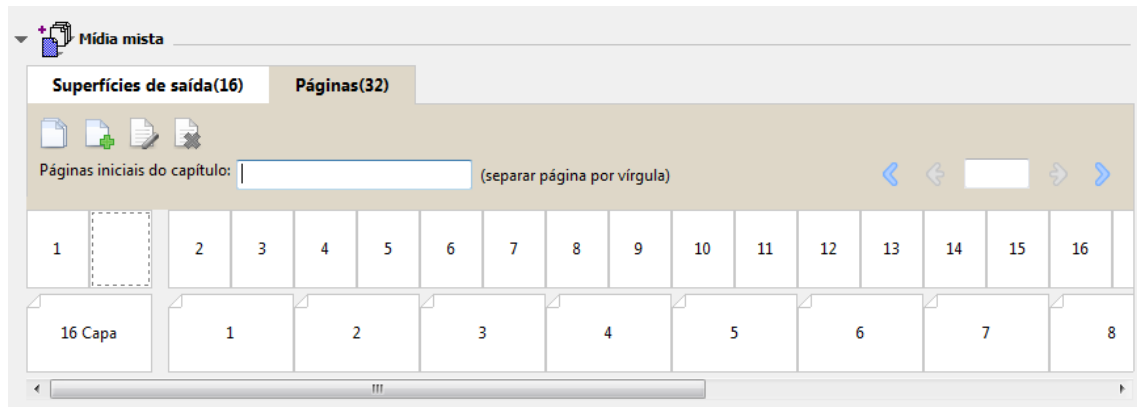 Mídia mista
Superfícies de saída(16) Páginas(32)
Páginas iniciais do capítulo: (separar página por vírgula)
1 2 3 4 5 6 7 8 9 10 11 12 13 14 15 16
16 Capa 1 2 3 4 5 6 7 8